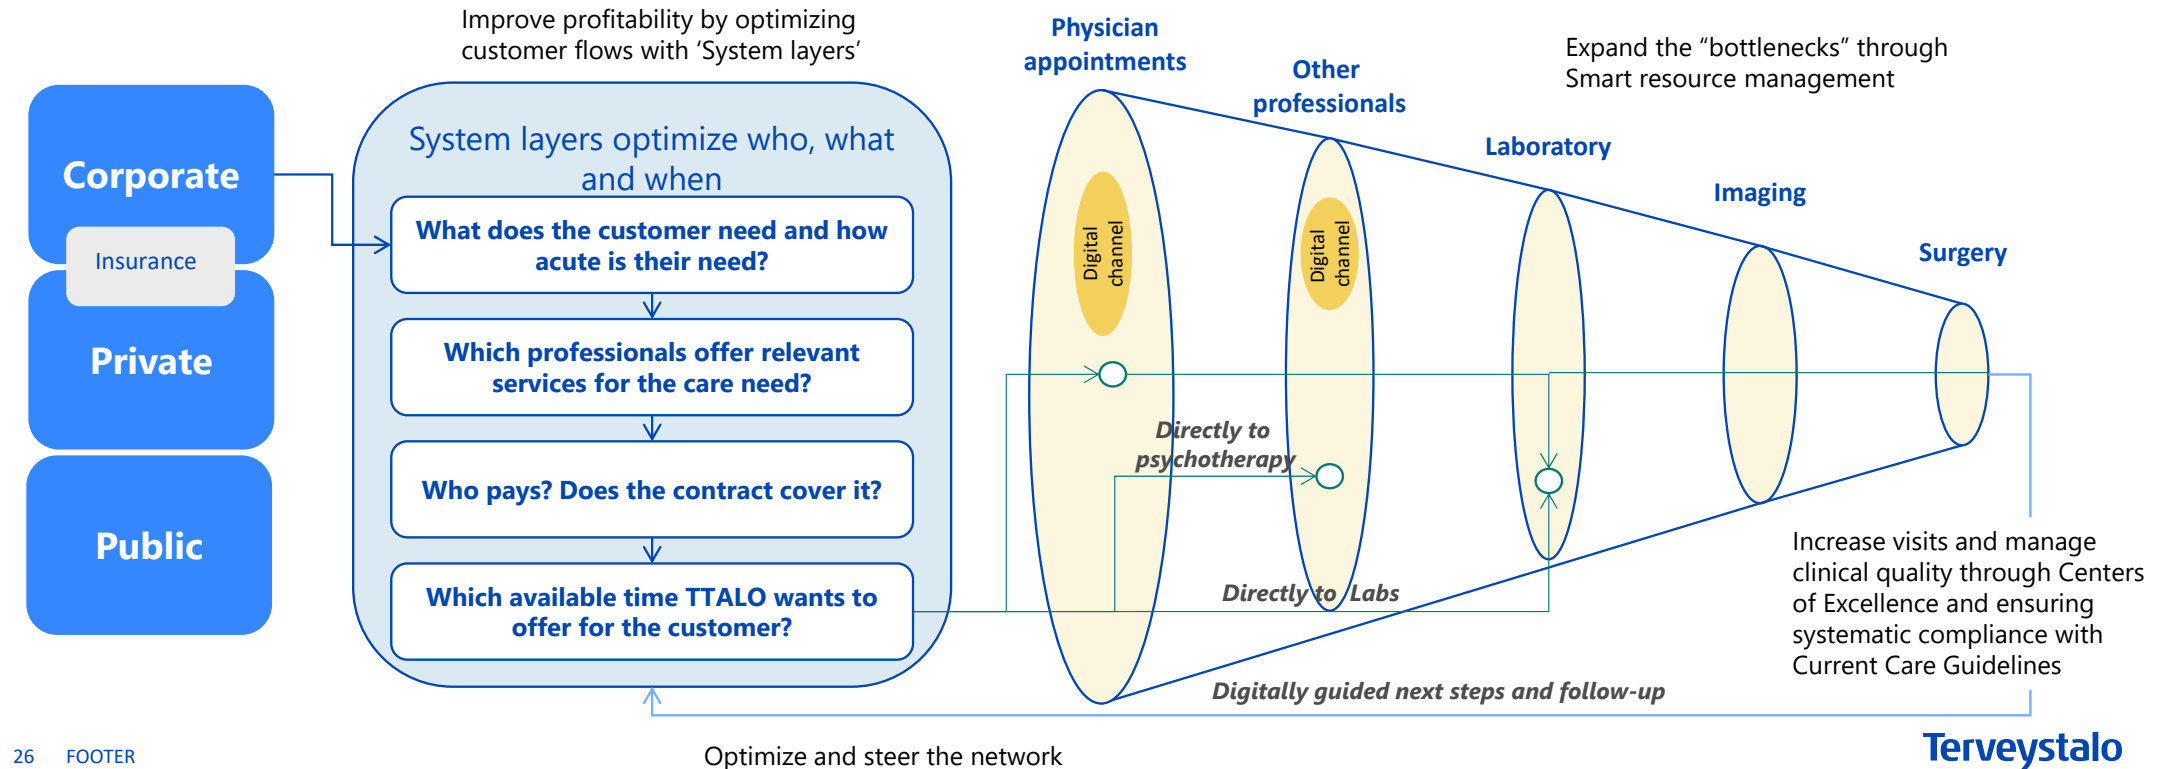 Improve profitability by optimizing
customer flows with ‘System layers’
Corporate
Insurance
Private
Public
System layers optimize who, what
and when
What does the customer need and how
acute is their need?
Which professionals offer relevant
services for the care need?
Who pays? Does the contract cover it?
Which available time TTALO wants to
offer for the customer?
Physician
appointments
Other
professionals
Laboratory
Imaging
Surgery
Expand the “bottlenecks” through
Smart resource management
Digital
channel
Digital
channel
Directly to
psychotherapy
Directly to Labs
Digitally guided next steps and follow-up
Increase visits and manage
clinical quality through Centers
of Excellence and ensuring
systematic compliance with
Current Care Guidelines
Optimize and steer the network
26 FOOTER
Terveystalo